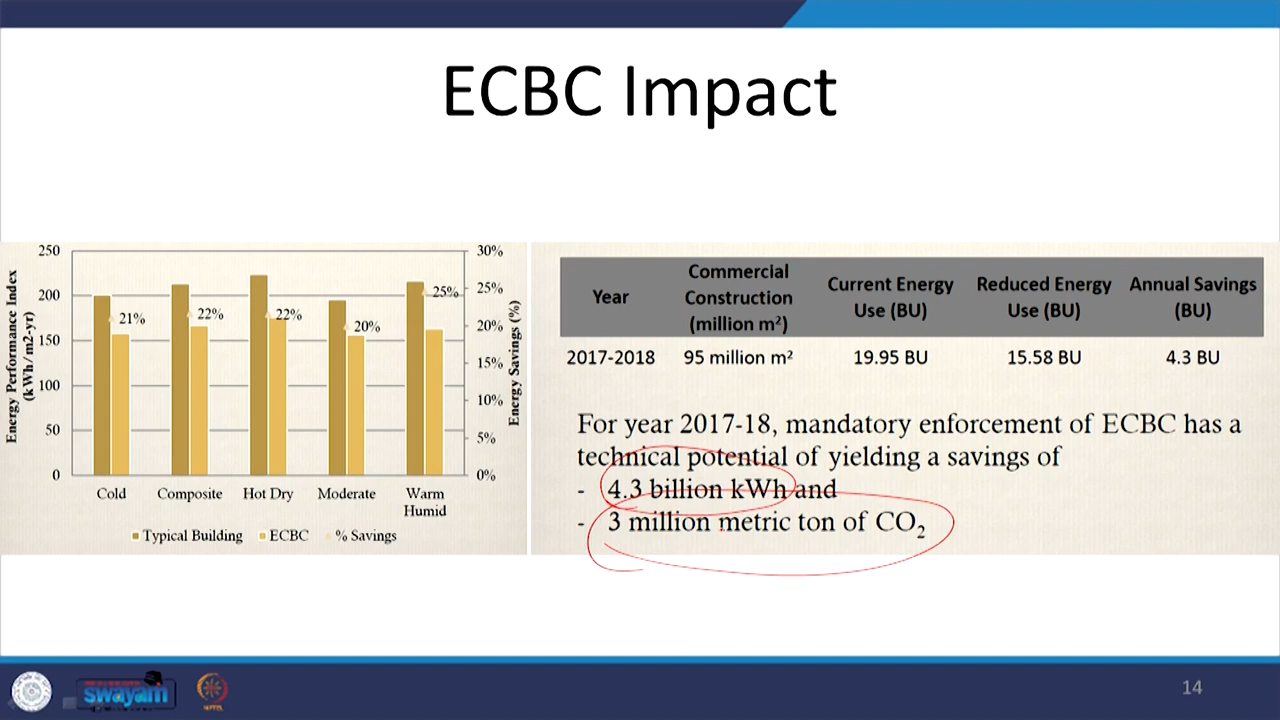 ECBC Impact
250
200
150
100
50
0
Energy Performance Index
(kWh/m2-yr)
21%
22%
22%
20%
25%
30%
25%
20%
15%
10%
5%
0%
Energy Savings (%)
Cold Composite Hot Dry Moderate Warm
Humid
Typical Building ECBC % Savings
Year Commercial Construction (million m²) Current Energy Use (BU) Reduced Energy Use (BU) Annual Savings (BU)
2017-2018 95 million m² 19.95 BU 15.58 BU 4.3 BU
For year 2017-18, mandatory enforcement of ECBC has a
technical potential of yielding a savings of
- 4.3 billion kWh and
- 3 million metric ton of CO₂
swayam
14